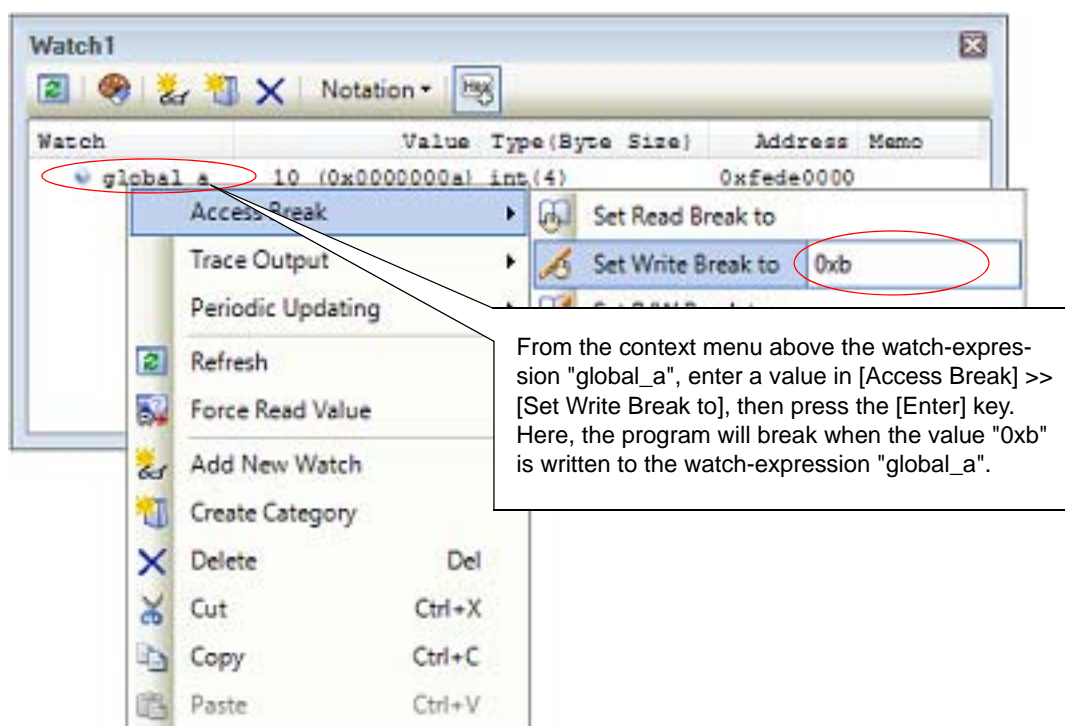 Watch1
Notation
Hex
Watch Value Type(Byte Size) Address Memo
global_a 10 (0x0000000a) int(4) 0xfede0000
Access Break
Set Read Break to
Trace Output
Set Write Break to 0xb
Periodic Updating
From the context menu above the watch-expres-
sion "global_a", enter a value in [Access Break] >>
[Set Write Break to], then press the [Enter] key.
Here, the program will break when the value "0xb"
is written to the watch-expression "global_a".
Refresh
Force Read Value
Add New Watch
Create Category
Delete Del
Cut Ctrl+X
Copy Ctrl+C
Paste Ctrl+V